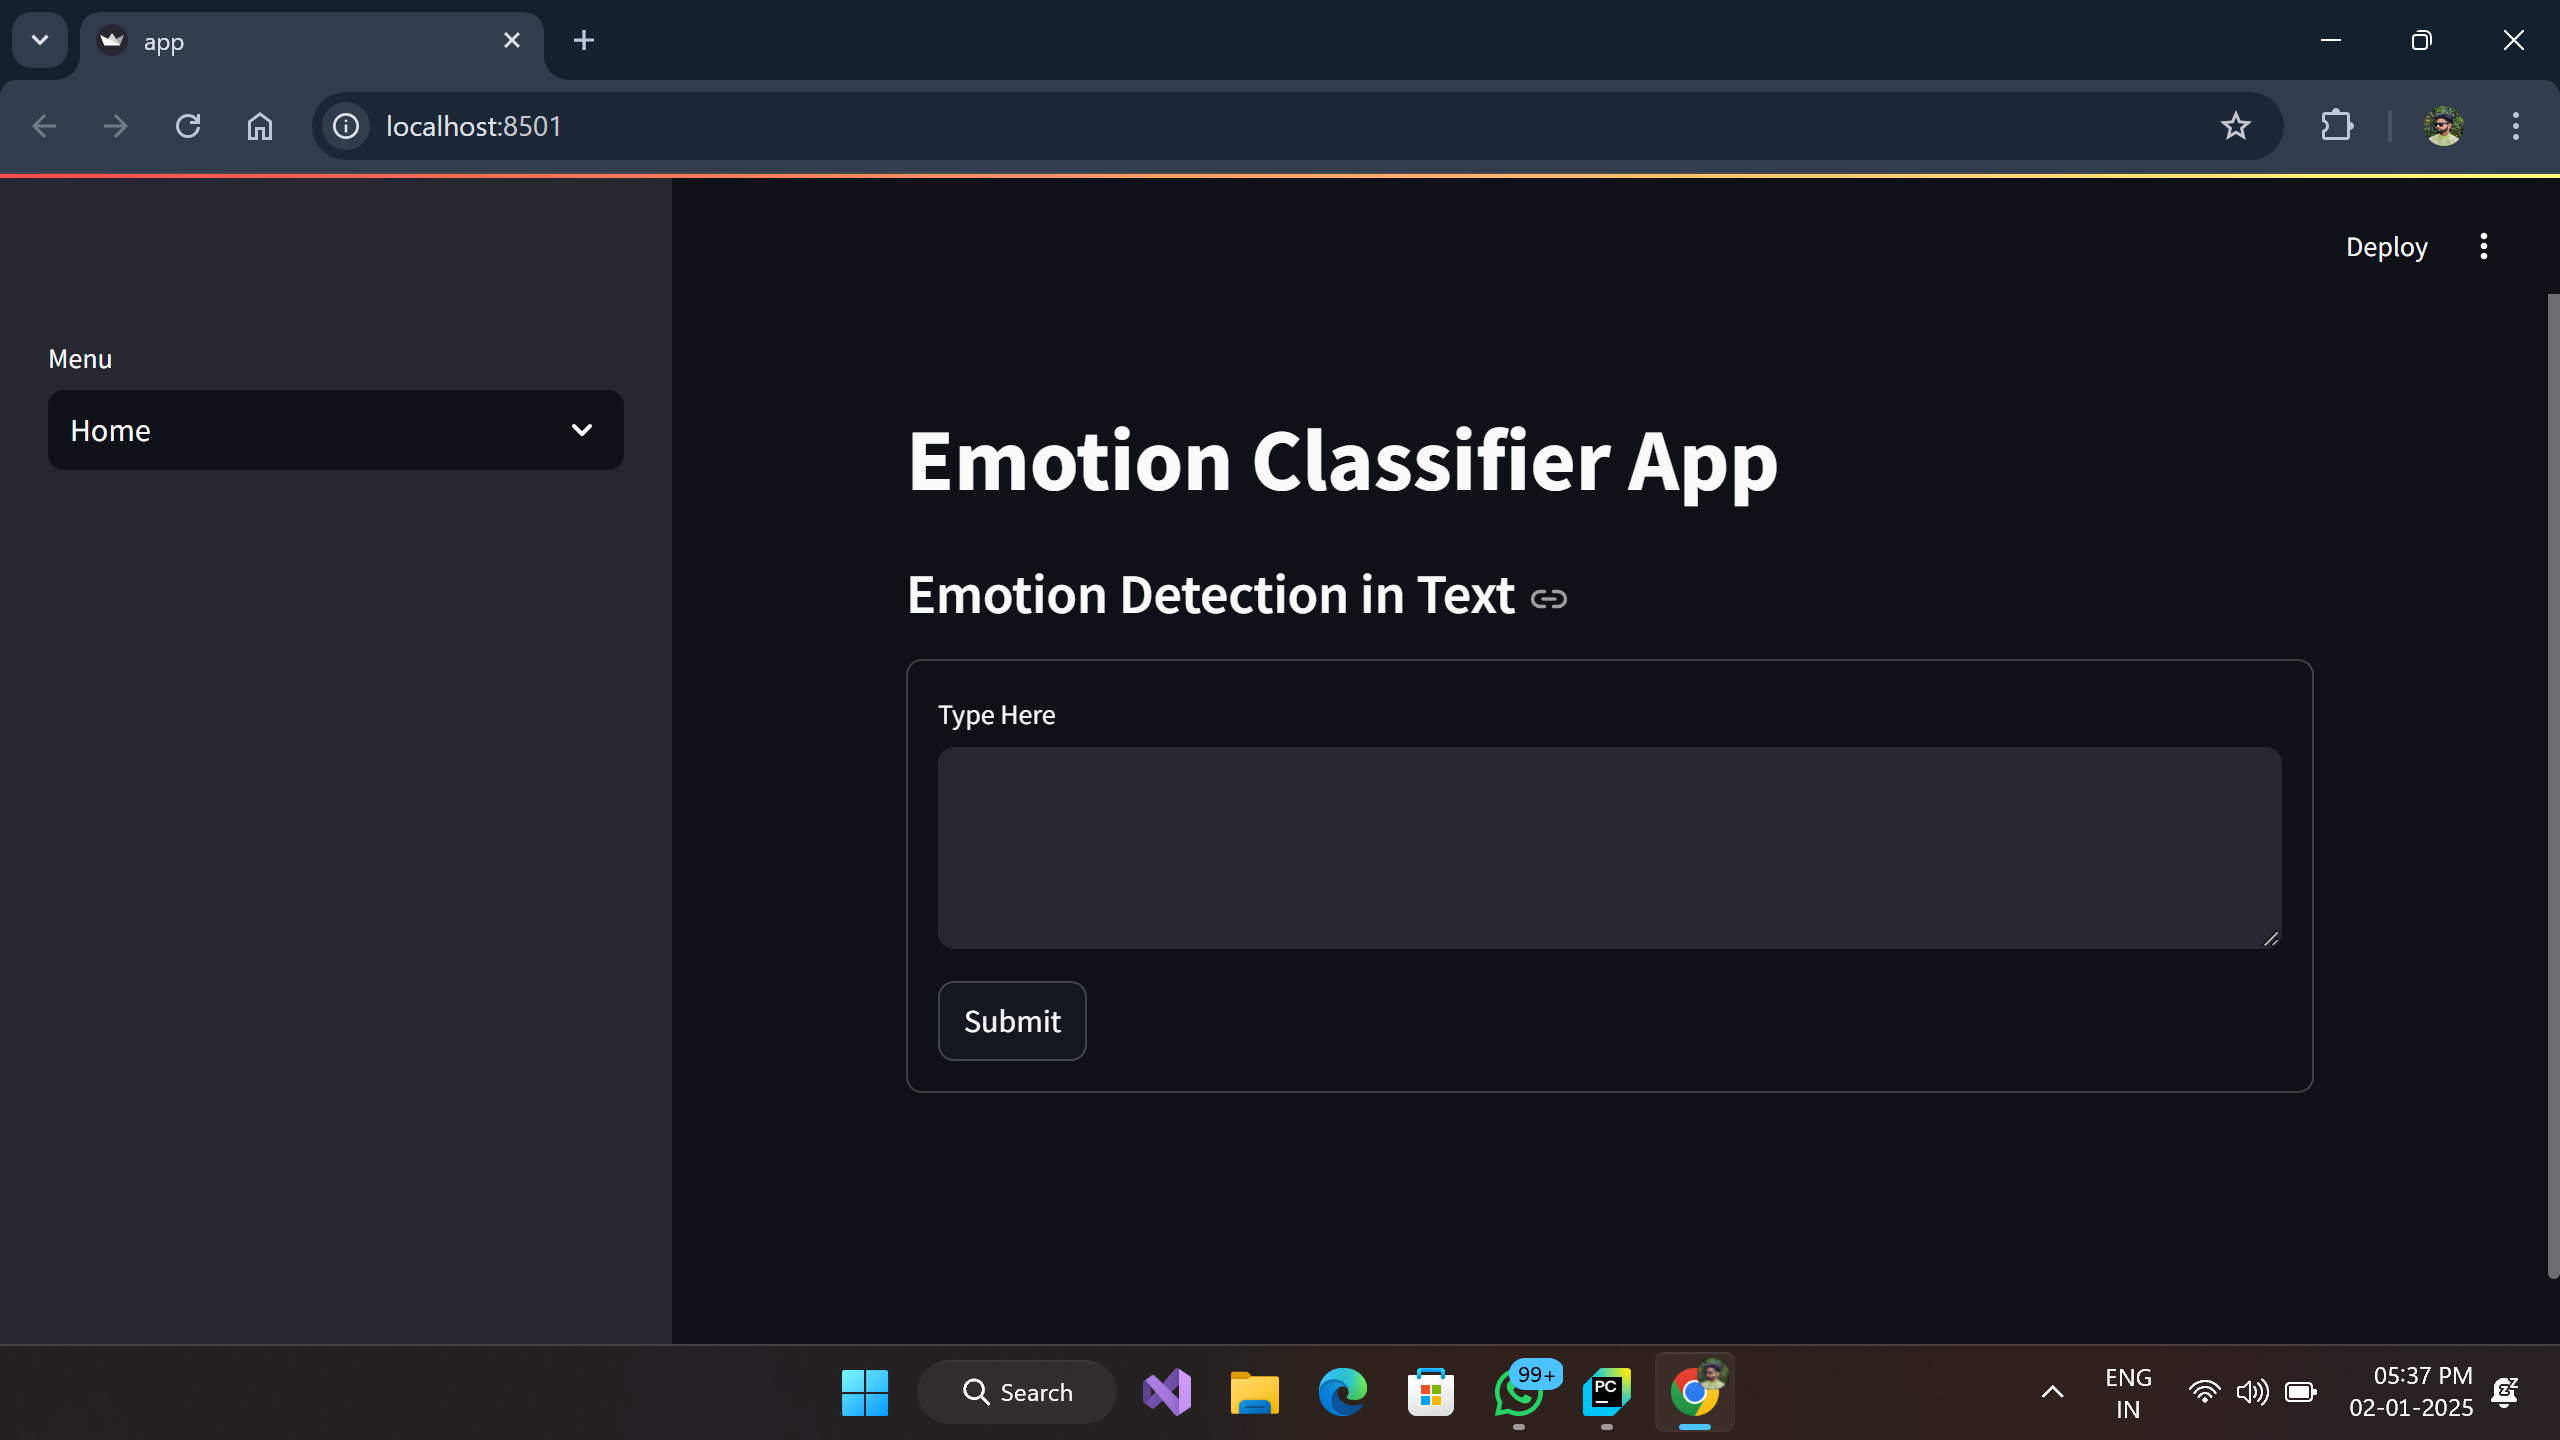 app
localhost:8501
Deploy
Menu
Home
Emotion Classifier App
Emotion Detection in Text
Type Here
Submit
Search
99+
PC
ENG
IN
05:37 PM
02-01-2025